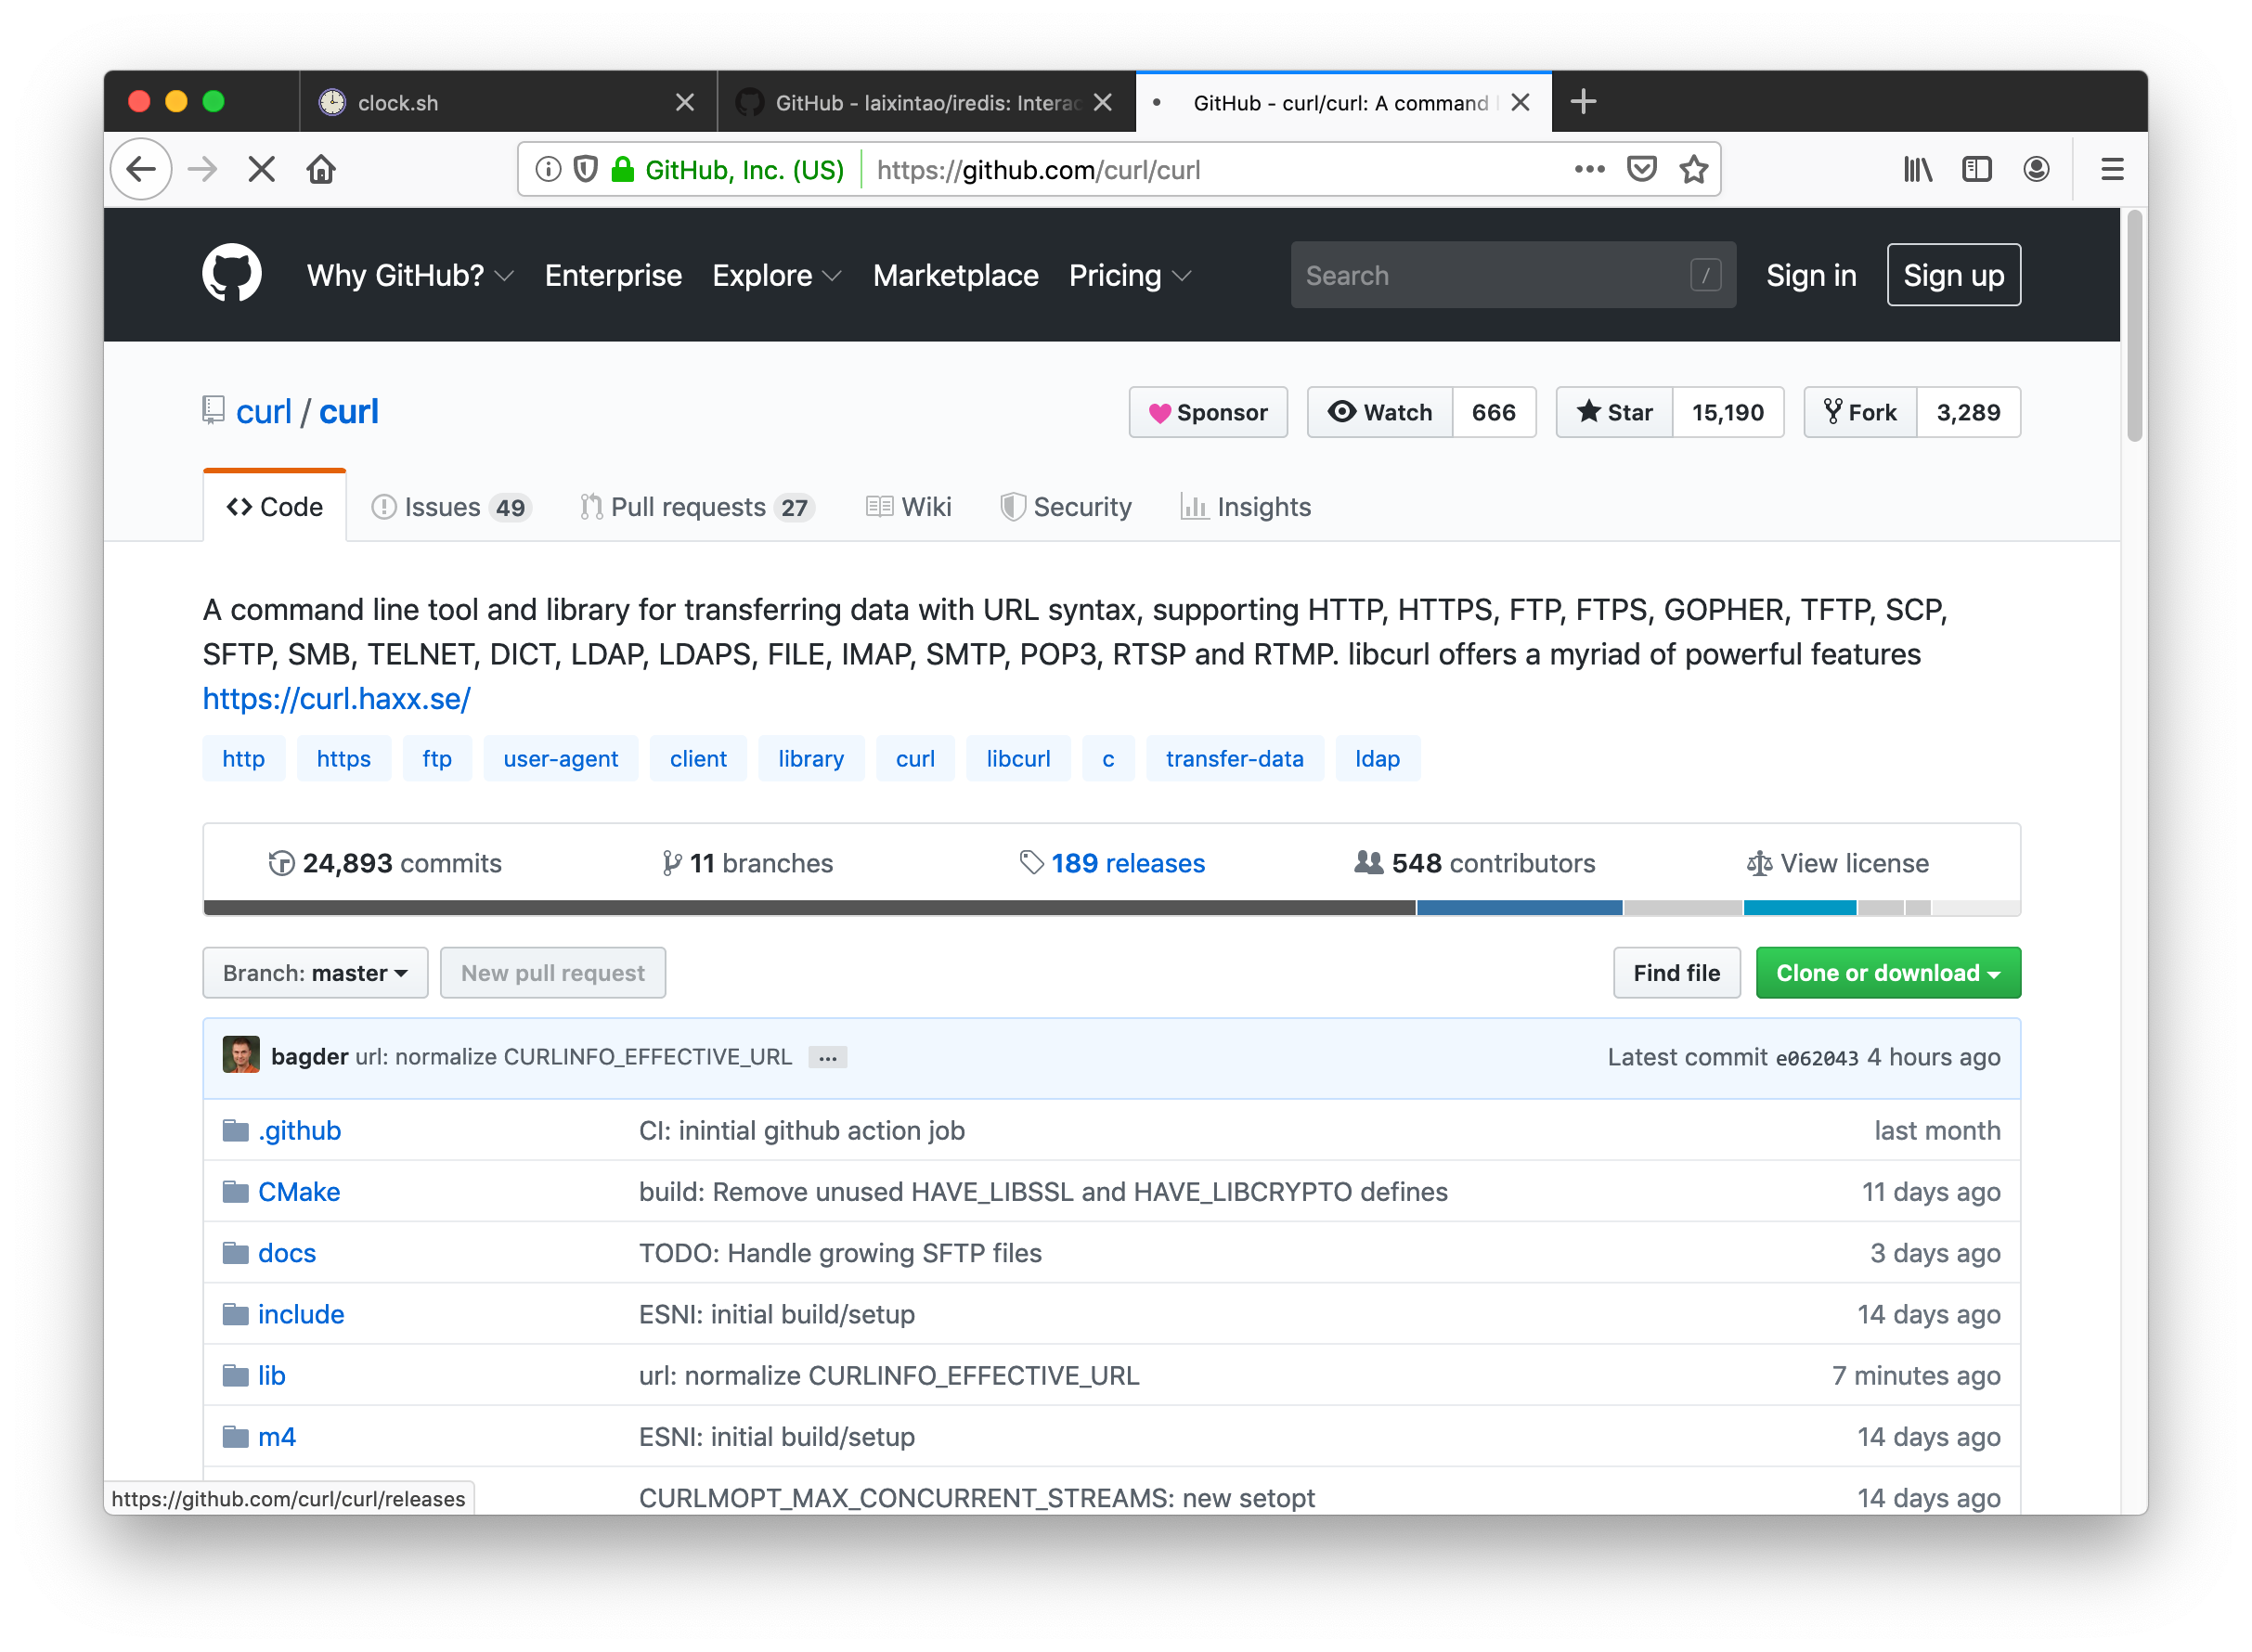 clock.sh
GitHub - laixintao/iredis: Interac
GitHub - curl/curl: A command
GitHub, Inc. (US) https://github.com/curl/curl
Why GitHub? Enterprise Explore Marketplace Pricing Search / Sign in Sign up
curl / curl Sponsor Watch 666 Star 15,190 Fork 3,289
Code Issues 49 Pull requests 27 Wiki Security Insights
A command line tool and library for transferring data with URL syntax, supporting HTTP, HTTPS, FTP, FTPS, GOPHER, TFTP, SCP,
SFTP, SMB, TELNET, DICT, LDAP, LDAPS, FILE, IMAP, SMTP, POP3, RTSP and RTMP. libcurl offers a myriad of powerful features
https://curl.haxx.se/
http https ftp user-agent client library curl libcurl c transfer-data ldap
24,893 commits 11 branches 189 releases 548 contributors View license
Branch: master New pull request Find file Clone or download
bagder url: normalize CURLINFO_EFFECTIVE_URL ... Latest commit e062043 4 hours ago
.github CI: inintial github action job last month
CMake build: Remove unused HAVE_LIBSSL and HAVE_LIBCRYPTO defines 11 days ago
docs TODO: Handle growing SFTP files 3 days ago
include ESNI: initial build/setup 14 days ago
lib url: normalize CURLINFO_EFFECTIVE_URL 7 minutes ago
m4 ESNI: initial build/setup 14 days ago
CURLMOPT_MAX_CONCURRENT_STREAMS: new setopt 14 days ago
https://github.com/curl/curl/releases